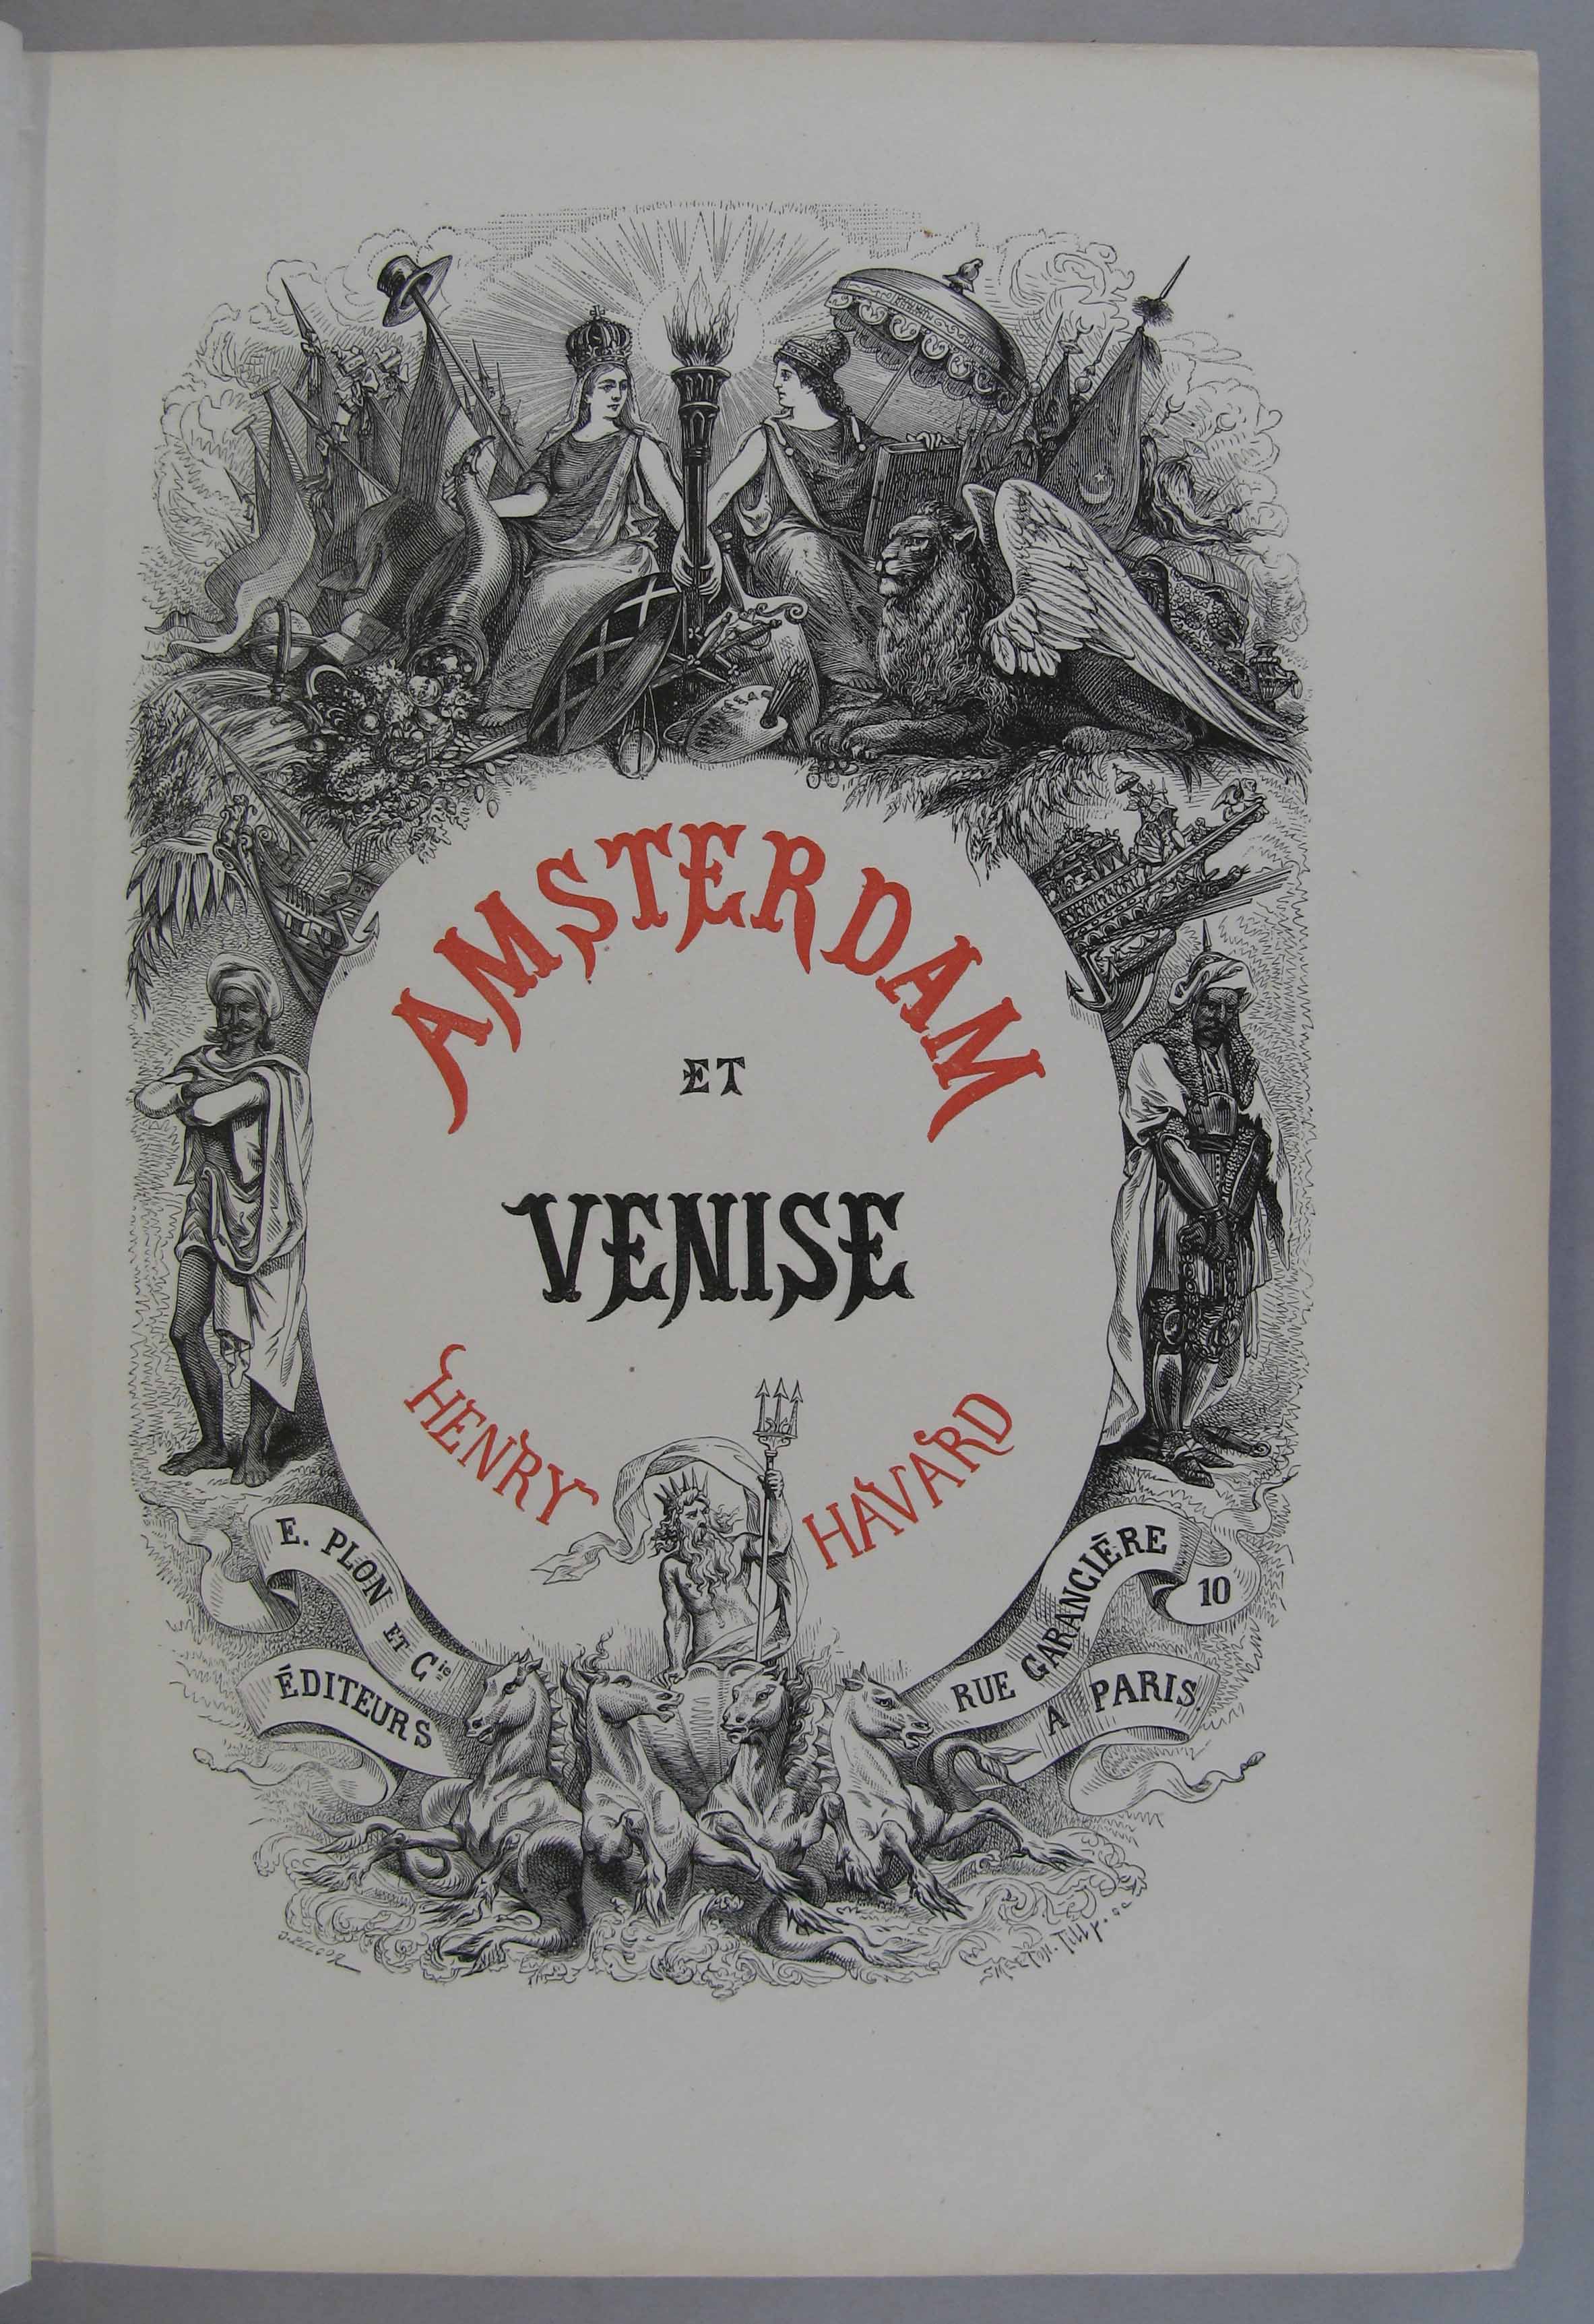 AMSTERDAM
ET
VENISE
HENRY HAVARD
E. PLON ET Cie
ÉDITEURS
RUE GARANCIÈRE 10
A PARIS